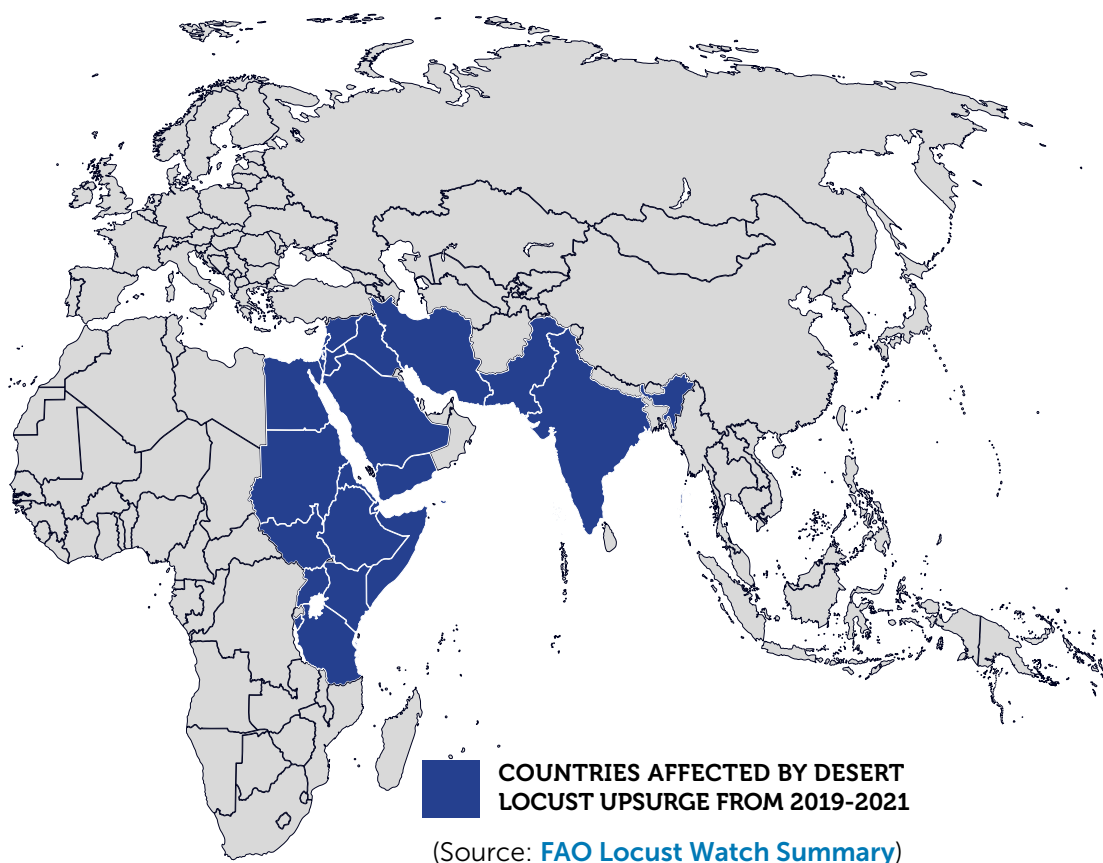 COUNTRIES AFFECTED BY DESERT
LOCUST UPSURGE FROM 2019-2021
(Source: FAO Locust Watch Summary)